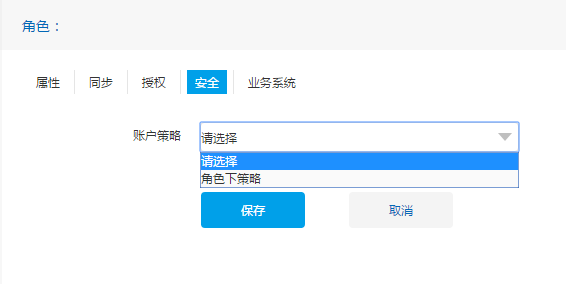 角色：
属性 同步 授权 安全 业务系统
账户策略 请选择
请选择
角色下策略
保存 取消